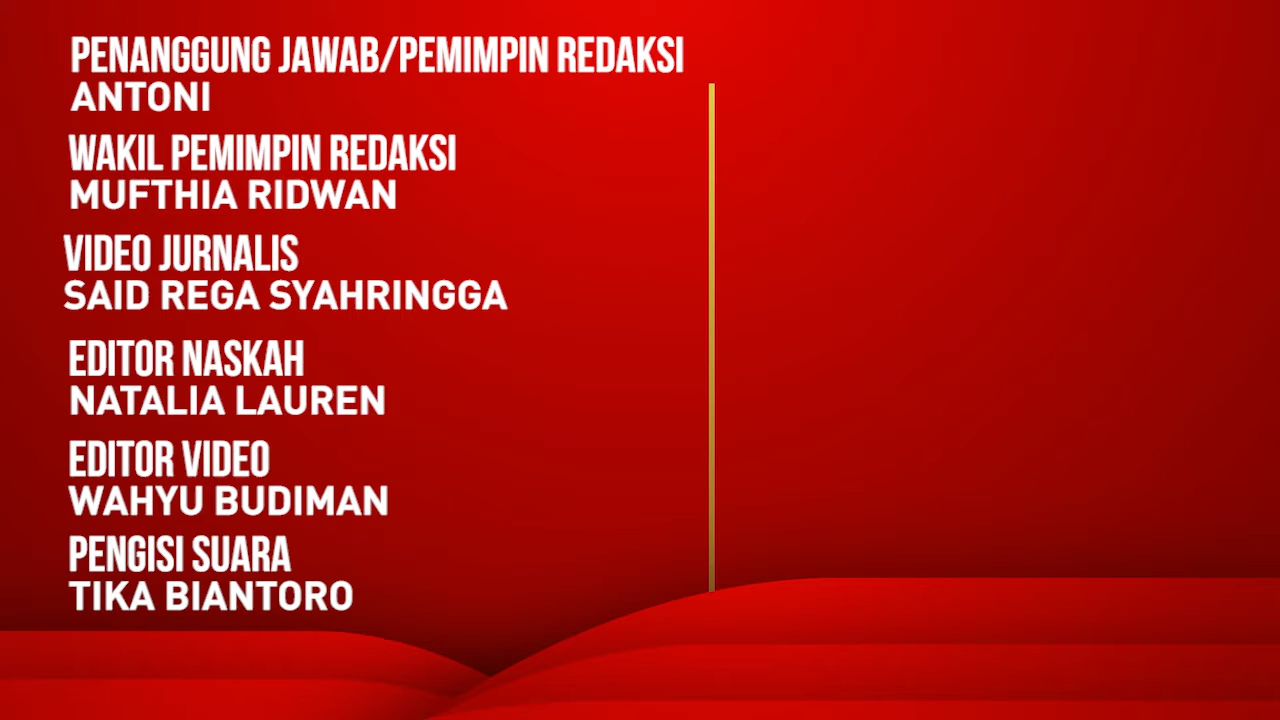 PENANGGUNG JAWAB/PEMIMPIN REDAKSI
ANTONI
WAKIL PEMIMPIN REDAKSI
MUFTHIA RIDWAN
VIDEO JURNALIS
SAID REGA SYAHRINGGA
EDITOR NASKAH
NATALIA LAUREN
EDITOR VIDEO
WAHYU BUDIMAN
PENGISI SUARA
TIKA BIANTORO